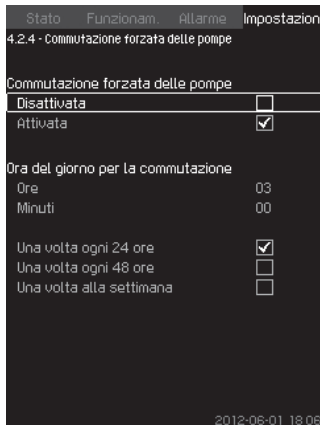 Stato Funzionam. Allarme Impostazion
4.2.4 - Commutazione forzata delle pompe
Commutazione forzata delle pompe
Disattivata
Attivata
Ora del giorno per la commutazione
Ore 03
Minuti 00
Una volta ogni 24 ore
Una volta ogni 48 ore
Una volta alla settimana
2012-06-01 18:06